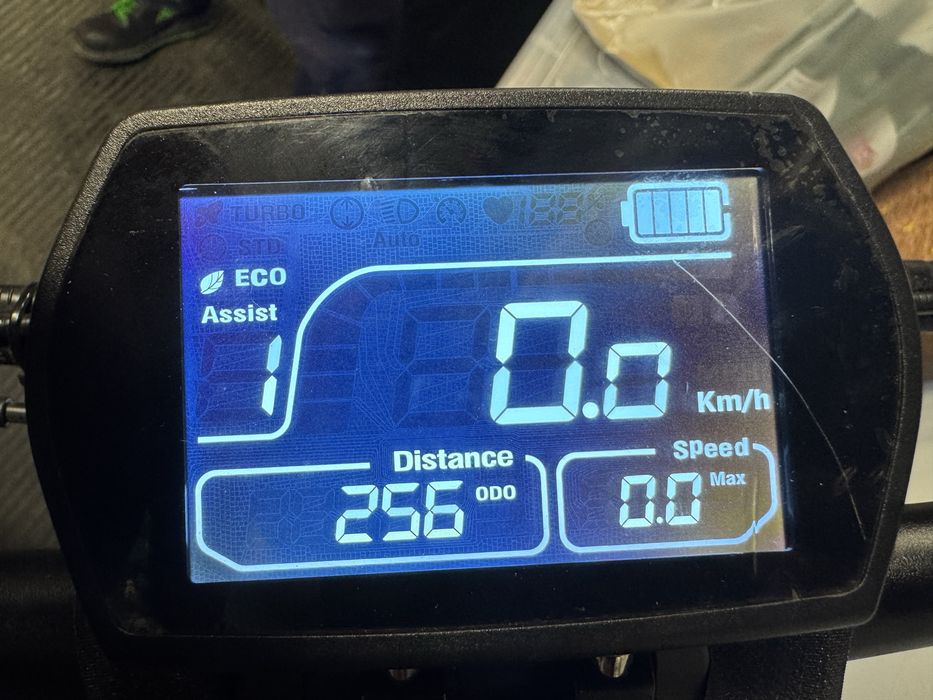 TURBO
STD
Auto
ECO
Assist
1
0.0 Km/h
Distance
256 ODO
Speed
0.0 Max